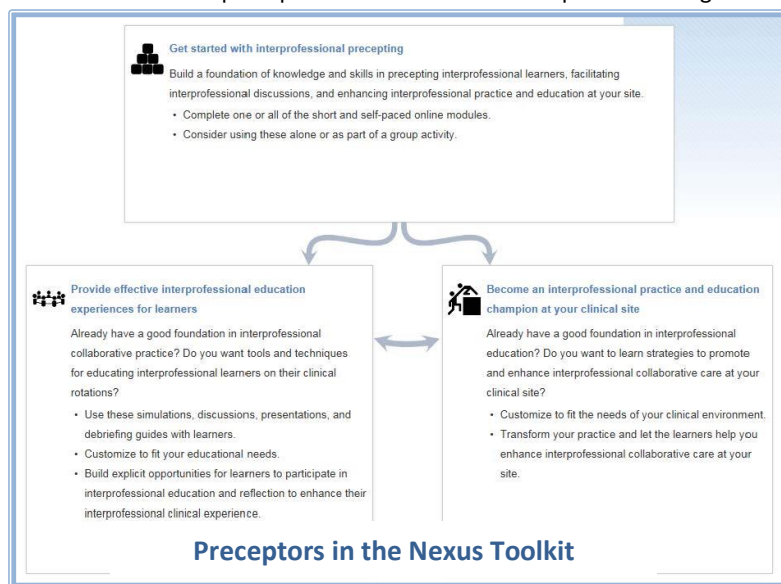 Get started with interprofessional precepting
Build a foundation of knowledge and skills in precepting interprofessional learners, facilitating
interprofessional discussions, and enhancing interprofessional practice and education at your site.
• Complete one or all of the short and self-paced online modules.
• Consider using these alone or as part of a group activity.
Provide effective interprofessional education
experiences for learners
Already have a good foundation in interprofessional
collaborative practice? Do you want tools and techniques
for educating interprofessional learners on their clinical
rotations?
• Use these simulations, discussions, presentations, and
debriefing guides with learners.
• Customize to fit your educational needs.
• Build explicit opportunities for learners to participate in
interprofessional education and reflection to enhance their
interprofessional clinical experience.
Become an interprofessional practice and education
champion at your clinical site
Already have a good foundation in interprofessional
education? Do you want to learn strategies to promote
and enhance interprofessional collaborative care at your
clinical site?
• Customize to fit the needs of your clinical environment.
• Transform your practice and let the learners help you
enhance interprofessional collaborative care at your
site.
Preceptors in the Nexus Toolkit